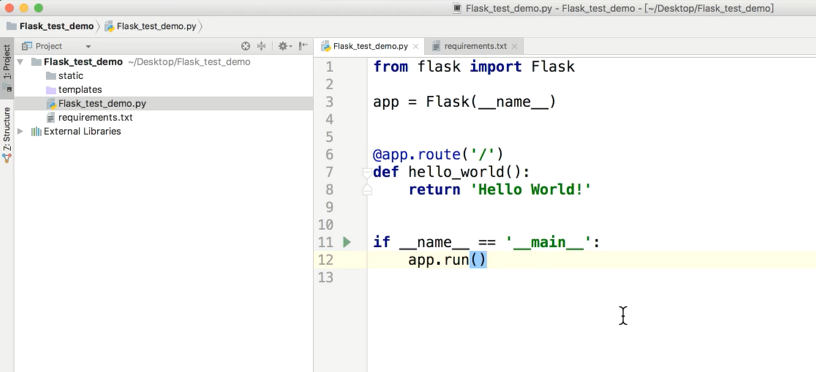 Flask_test_demo.py - Flask_test_demo - [~/Desktop/Flask_test_demo]
Flask_test_demo Flask_test_demo.py
Project
Flask_test_demo.py requirements.txt
1: Project
Z: Structure
Flask_test_demo ~/Desktop/Flask_test_demo
static
templates
Flask_test_demo.py
requirements.txt
External Libraries
1 from flask import Flask
2
3 app = Flask(__name__)
4
5
6 @app.route('/')
7 def hello_world():
8 return 'Hello World!'
9
10
11 if __name__ == '__main__':
12 app.run()
13